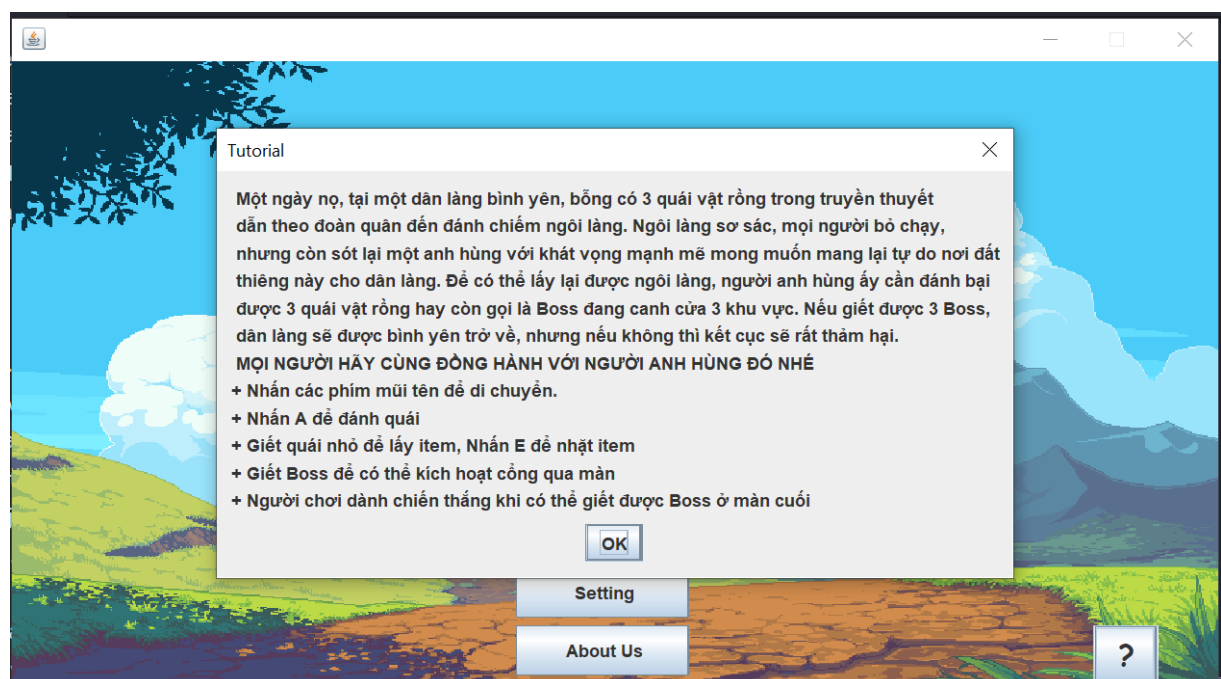 Tutorial
Một ngày nọ, tại một dân làng bình yên, bỗng có 3 quái vật rồng trong truyền thuyết
dẫn theo đoàn quân đến đánh chiếm ngôi làng. Ngôi làng sơ sác, mọi người bỏ chạy,
nhưng còn sót lại một anh hùng với khát vọng mạnh mẽ mong muốn mang lại tự do nơi đất
thiêng này cho dân làng. Để có thể lấy lại được ngôi làng, người anh hùng ấy cần đánh bại
được 3 quái vật rồng hay còn gọi là Boss đang canh cửa 3 khu vực. Nếu giết được 3 Boss,
dân làng sẽ được bình yên trở về, nhưng nếu không thì kết cục sẽ rất thảm hại.
MỌI NGƯỜI HÃY CÙNG ĐỒNG HÀNH VỚI NGƯỜI ANH HÙNG ĐÓ NHÉ
+ Nhấn các phím mũi tên để di chuyển.
+ Nhấn A để đánh quái
+ Giết quái nhỏ để lấy item, Nhấn E để nhặt item
+ Giết Boss để có thể kích hoạt cổng qua màn
+ Người chơi dành chiến thắng khi có thể giết được Boss ở màn cuối
OK
Setting
About Us
?